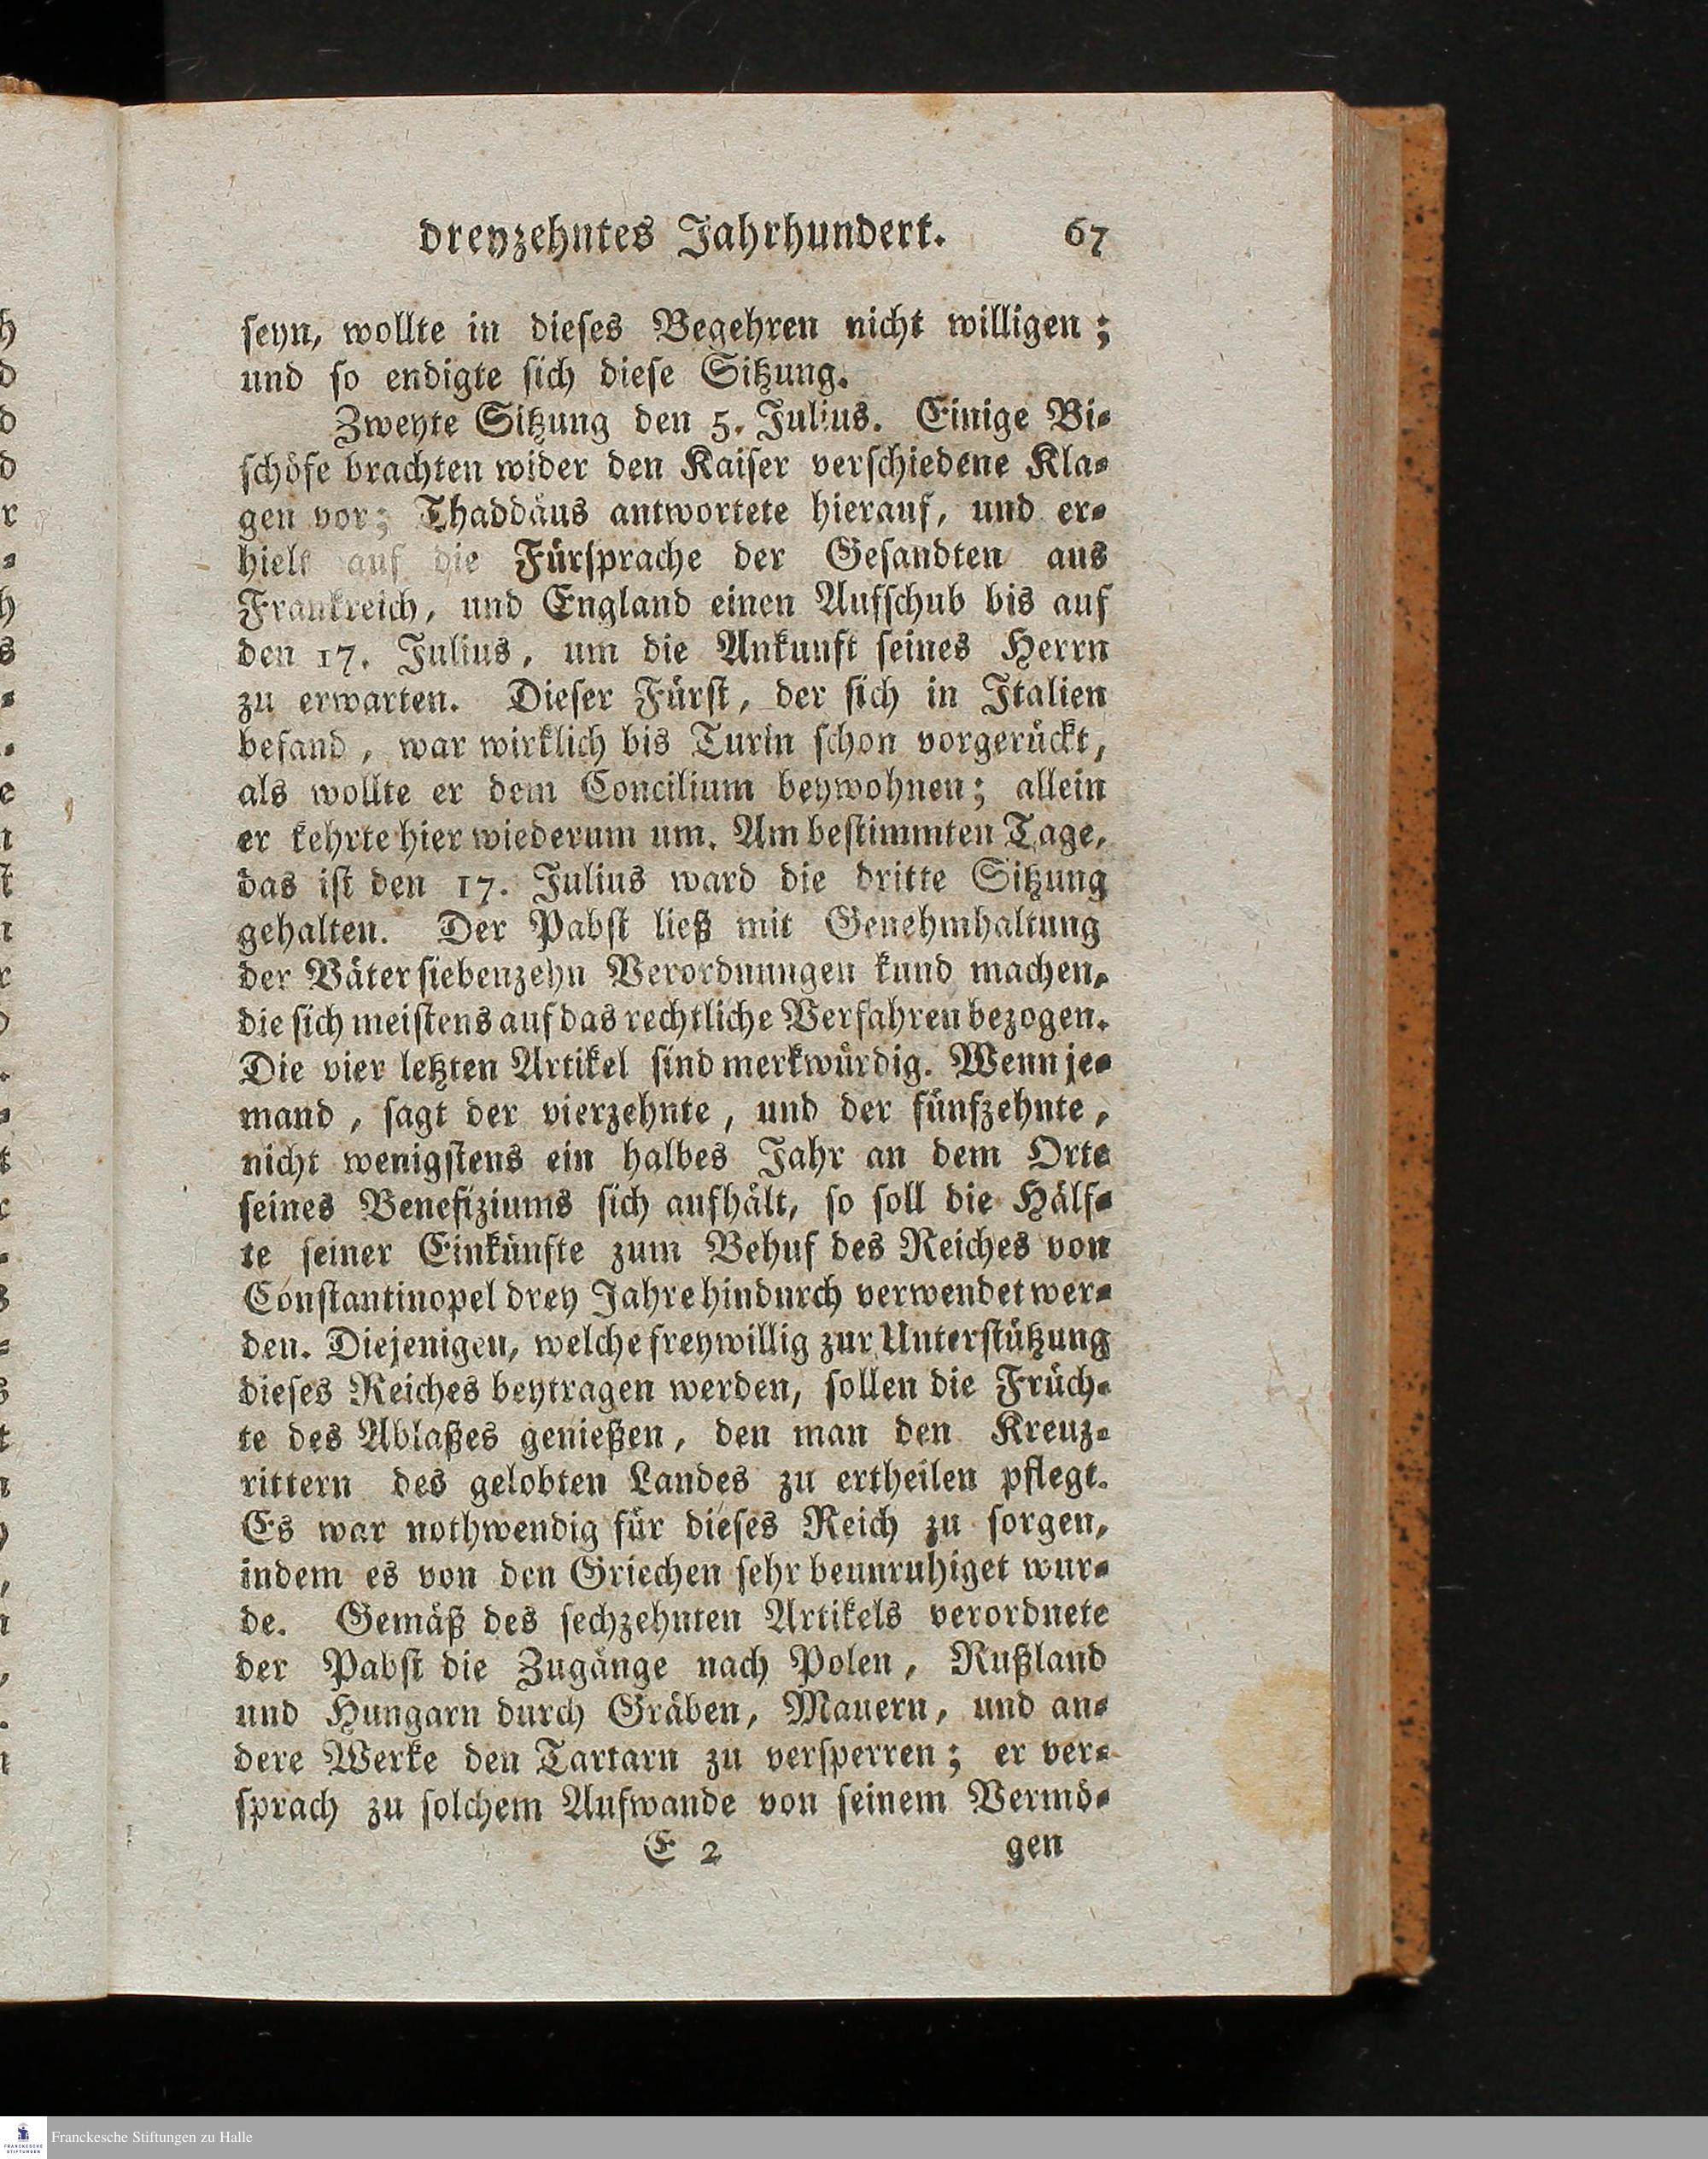 dreyzehntes Jahrhundert. 67
seyn, wollte in dieses Begehren nicht willigen;
und so endigte sich diese Sitzung.
Zweyte Sitzung den 5. Julius. Einige Bi-
schöfe brachten wider den Kaiser verschiedene Kla-
gen vor; Thaddäus antwortete hierauf, und er-
hielt auf die Fürsprache der Gesandten aus
Frankreich, und England einen Aufschub bis auf
den 17. Julius, um die Ankunft seines Herrn
zu erwarten. Dieser Fürst, der sich in Italien
befand, war wirklich bis Turin schon vorgerückt,
als wollte er dem Concilium beywohnen; allein
er kehrte hier wiederum um. Am bestimmten Tage,
das ist den 17. Julius ward die dritte Sitzung
gehalten. Der Pabst ließ mit Genehmhaltung
der Väter siebenzehn Verordnungen kund machen,
die sich meistens auf das rechtliche Verfahren bezogen.
Die vier letzten Artikel sind merkwürdig. Wenn je-
mand, sagt der vierzehnte, und der fünfzehnte,
nicht wenigstens ein halbes Jahr an dem Orte
seines Benefiziums sich aufhält, so soll die Hälf-
te seiner Einkünfte zum Behuf des Reiches von
Constantinopel drey Jahre hindurch verwendet wer-
den. Diejenigen, welche freywillig zur Unterstützung
dieses Reiches beytragen werden, sollen die Früch-
te des Ablaßes genießen, den man den Kreuz-
rittern des gelobten Landes zu ertheilen pflegt.
Es war nothwendig für dieses Reich zu sorgen,
indem es von den Griechen sehr beunruhiget wur-
de. Gemäß des sechzehnten Artikels verordnete
der Pabst die Zugänge nach Polen, Rußland
und Hungarn durch Gräben, Mauern, und an-
dere Werke den Tartarn zu versperren; er ver-
sprach zu solchem Aufwande von seinem Vermö-
E 2 gen
Franckesche Stiftungen zu Halle